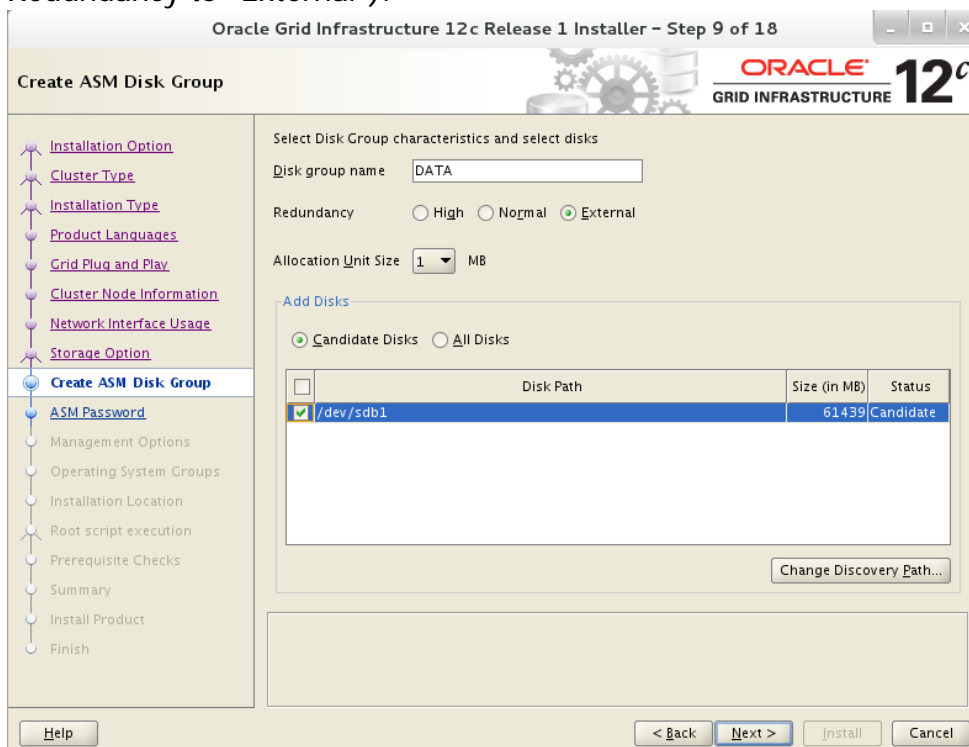 Redundancy to "External").
Oracle Grid Infrastructure 12c Release 1 Installer – Step 9 of 18
Create ASM Disk Group
ORACLE
GRID INFRASTRUCTURE
12c
Installation Option
Cluster Type
Installation Type
Product Languages
Grid Plug and Play
Cluster Node Information
Network Interface Usage
Storage Option
Create ASM Disk Group
ASM Password
Management Options
Operating System Groups
Installation Location
Root script execution
Prerequisite Checks
Summary
Install Product
Finish
Select Disk Group characteristics and select disks
Disk group name DATA
Redundancy High Normal External
Allocation Unit Size 1 MB
Add Disks
Candidate Disks All Disks
Disk Path Size (in MB) Status
/dev/sdb1 61439 Candidate
Change Discovery Path...
Help < Back Next > Install Cancel